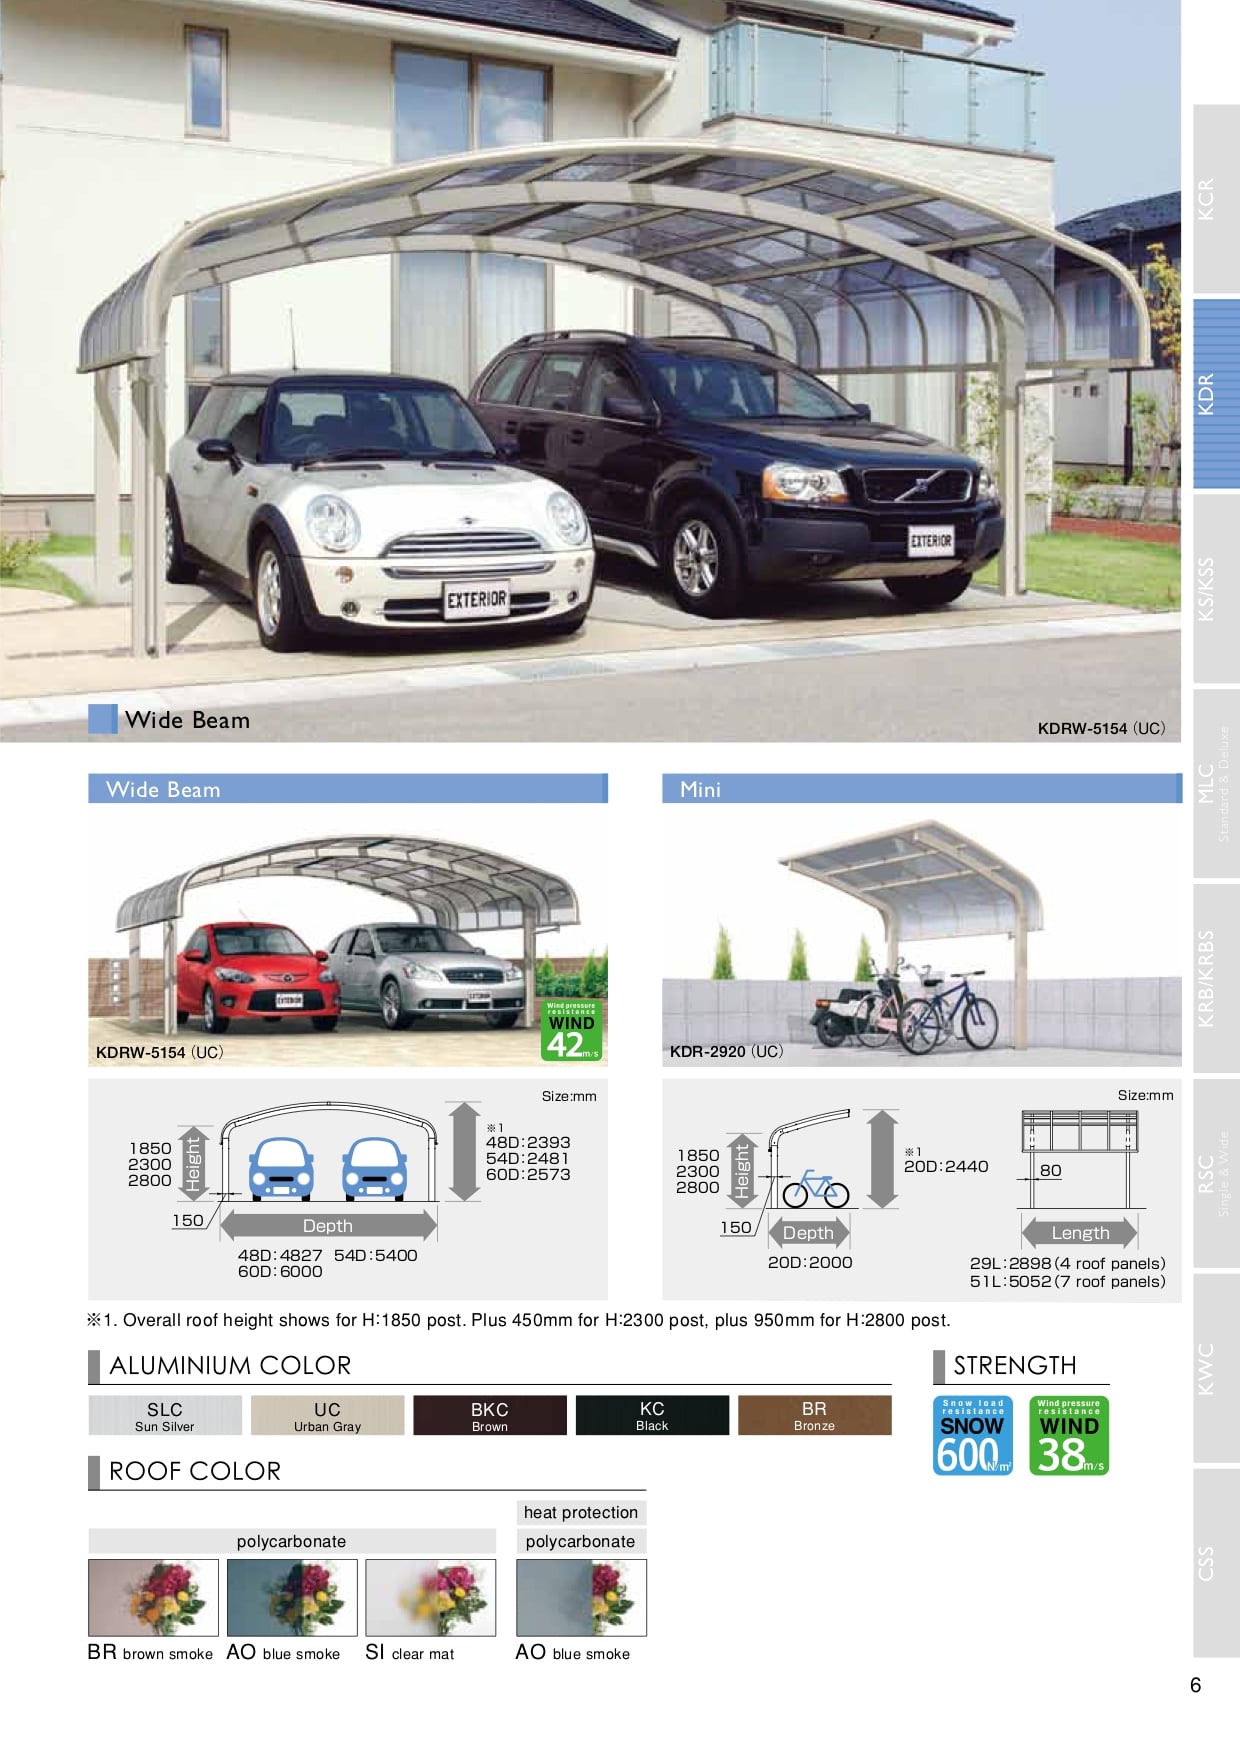 EXTERIOR
EXTERIOR
Wide Beam
KDRW-5154 (UC)
KCR
KDR
KS/KSS
MLC
Standard & Deluxe
KRB/KRBS
RSC
Single & Wide
KWC
CSS
Wide Beam
EXTERIOR
EXTERIOR
Wind pressure
resistance
WIND
42m/s
KDRW-5154 (UC)
Size:mm
1850
2300
2800
Height
※1
48D:2393
54D:2481
60D:2573
150
Depth
48D:4827 54D:5400
60D:6000
Mini
KDR-2920 (UC)
Size:mm
1850
2300
2800
Height
※1
20D:2440
80
150
Depth
20D:2000
Length
29L:2898 (4 roof panels)
51L:5052 (7 roof panels)
※1. Overall roof height shows for H:1850 post. Plus 450mm for H:2300 post, plus 950mm for H:2800 post.
ALUMINIUM COLOR
SLC
Sun Silver
UC
Urban Gray
BKC
Brown
KC
Black
BR
Bronze
STRENGTH
Snow load
resistance
SNOW
600N/m²
Wind pressure
resistance
WIND
38m/s
ROOF COLOR
heat protection
polycarbonate
polycarbonate
BR brown smoke
AO blue smoke
SI clear mat
AO blue smoke
6